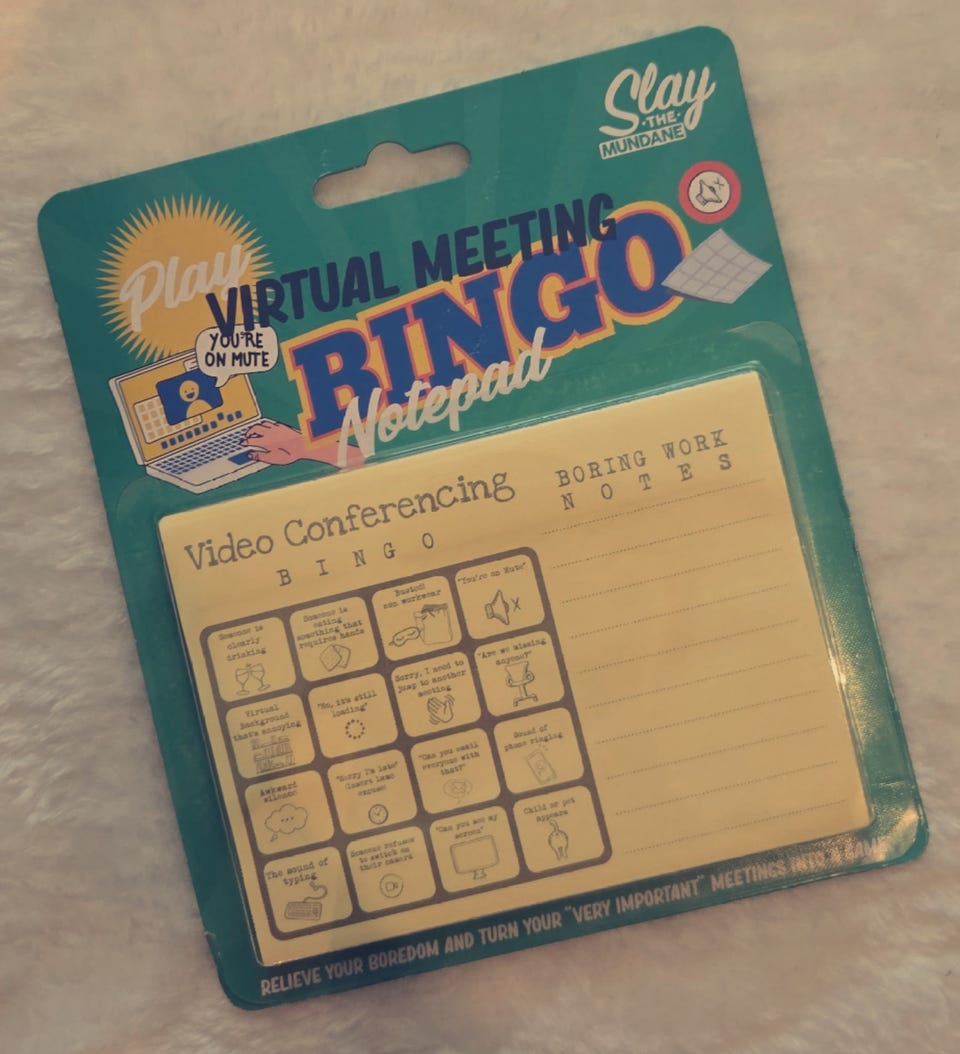 Slay
·THE·
MUNDANE
Play
VIRTUAL MEETING
BINGO
Notepad
YOU'RE
ON MUTE
Video Conferencing
BINGO
BORING WORK
NOTES
Someone is
clearly
drinking
Someone is
eating
something that
requires hands
Busted!
non workwear
"You're on Mute"
Virtual
Background
that's annoying
"No, it's still
loading"
Sorry, I need to
jump to another
meeting
"Are we missing
anyone?"
Awkward
silence
"Sorry I'm late"
(insert lame
excuse
"Can you email
everyone with
that?"
Sound of
phone ringing
The sound of
typing
Someone refuses
to switch on
their camera
"Can you see my
screen"
Child or pet
appears
RELIEVE YOUR BOREDOM AND TURN YOUR "VERY IMPORTANT" MEETINGS INTO A GAME